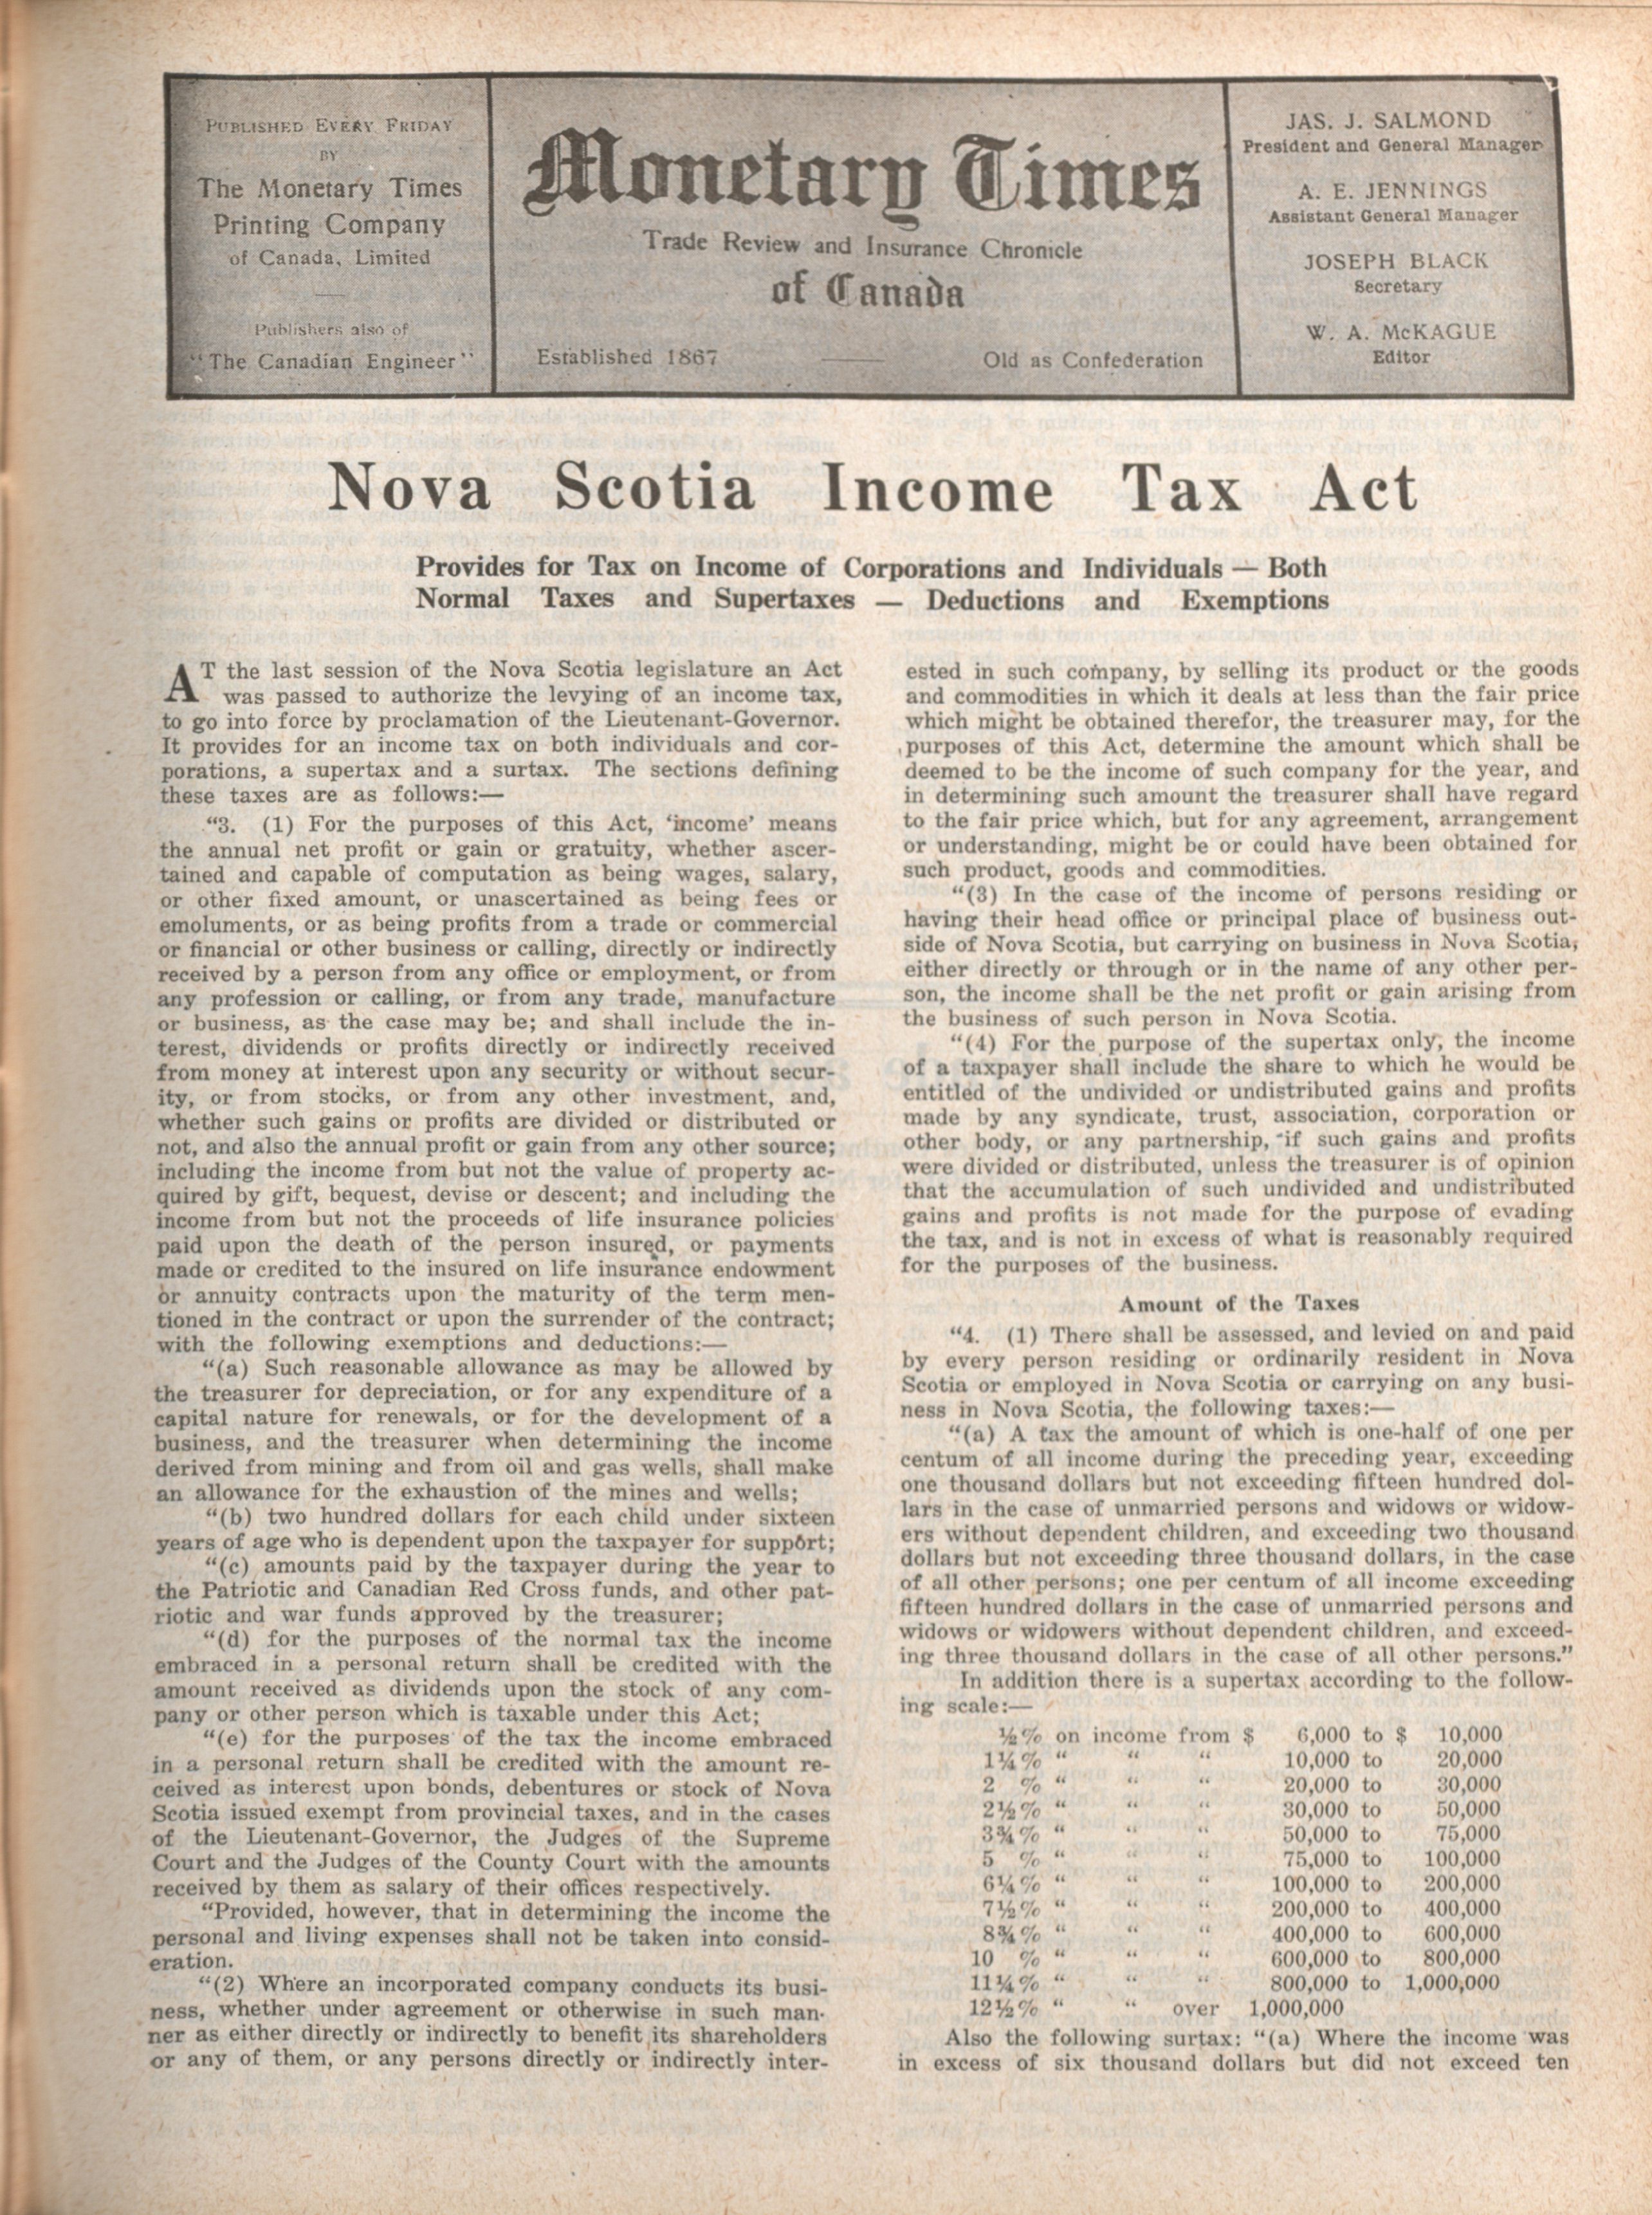 PUBLISHED EVERY FRIDAY
BY
The Monetary Times
Printing Company
of Canada, Limited
Publishers also of
"The Canadian Engineer"
Monetary Times
Trade Review and Insurance Chronicle
of Canada
Established 1867
Old as Confederation
JAS. J. SALMOND
President and General Manager
A. E. JENNINGS
Assistant General Manager
JOSEPH BLACK
Secretary
W. A. McKAGUE
Editor
Nova Scotia Income Tax Act
Provides for Tax on Income of Corporations and Individuals — Both
Normal Taxes and Supertaxes — Deductions and Exemptions
AT the last session of the Nova Scotia legislature an Act
was passed to authorize the levying of an income tax,
to go into force by proclamation of the Lieutenant-Governor.
It provides for an income tax on both individuals and cor-
porations, a supertax and a surtax. The sections defining
these taxes are as follows:—
"3. (1) For the purposes of this Act, 'income' means
the annual net profit or gain or gratuity, whether ascer-
tained and capable of computation as being wages, salary,
or other fixed amount, or unascertained as being fees or
emoluments, or as being profits from a trade or commercial
or financial or other business or calling, directly or indirectly
received by a person from any office or employment, or from
any profession or calling, or from any trade, manufacture
or business, as the case may be; and shall include the in-
terest, dividends or profits directly or indirectly received
from money at interest upon any security or without secur-
ity, or from stocks, or from any other investment, and,
whether such gains or profits are divided or distributed or
not, and also the annual profit or gain from any other source;
including the income from but not the value of property ac-
quired by gift, bequest, devise or descent; and including the
income from but not the proceeds of life insurance policies
paid upon the death of the person insured, or payments
made or credited to the insured on life insurance endowment
or annuity contracts upon the maturity of the term men-
tioned in the contract or upon the surrender of the contract;
with the following exemptions and deductions:—
"(a) Such reasonable allowance as may be allowed by
the treasurer for depreciation, or for any expenditure of a
capital nature for renewals, or for the development of a
business, and the treasurer when determining the income
derived from mining and from oil and gas wells, shall make
an allowance for the exhaustion of the mines and wells;
"(b) two hundred dollars for each child under sixteen
years of age who is dependent upon the taxpayer for support;
"(c) amounts paid by the taxpayer during the year to
the Patriotic and Canadian Red Cross funds, and other pat-
riotic and war funds approved by the treasurer;
"(d) for the purposes of the normal tax the income
embraced in a personal return shall be credited with the
amount received as dividends upon the stock of any com-
pany or other person which is taxable under this Act;
"(e) for the purposes of the tax the income embraced
in a personal return shall be credited with the amount re-
ceived as interest upon bonds, debentures or stock of Nova
Scotia issued exempt from provincial taxes, and in the cases
of the Lieutenant-Governor, the Judges of the Supreme
Court and the Judges of the County Court with the amounts
received by them as salary of their offices respectively.
"Provided, however, that in determining the income the
personal and living expenses shall not be taken into consid-
eration.
"(2) Where an incorporated company conducts its busi-
ness, whether under agreement or otherwise in such man-
ner as either directly or indirectly to benefit its shareholders
or any of them, or any persons directly or indirectly inter-
ested in such company, by selling its product or the goods
and commodities in which it deals at less than the fair price
which might be obtained therefor, the treasurer may, for the
purposes of this Act, determine the amount which shall be
deemed to be the income of such company for the year, and
in determining such amount the treasurer shall have regard
to the fair price which, but for any agreement, arrangement
or understanding, might be or could have been obtained for
such product, goods and commodities.
"(3) In the case of the income of persons residing or
having their head office or principal place of business out-
side of Nova Scotia, but carrying on business in Nova Scotia,
either directly or through or in the name of any other per-
son, the income shall be the net profit or gain arising from
the business of such person in Nova Scotia.
"(4) For the purpose of the supertax only, the income
of a taxpayer shall include the share to which he would be
entitled of the undivided or undistributed gains and profits
made by any syndicate, trust, association, corporation or
other body, or any partnership, if such gains and profits
were divided or distributed, unless the treasurer is of opinion
that the accumulation of such undivided and undistributed
gains and profits is not made for the purpose of evading
the tax, and is not in excess of what is reasonably required
for the purposes of the business.
Amount of the Taxes
"4. (1) There shall be assessed, and levied on and paid
by every person residing or ordinarily resident in Nova
Scotia or employed in Nova Scotia or carrying on any busi-
ness in Nova Scotia, the following taxes:—
"(a) A tax the amount of which is one-half of one per
centum of all income during the preceding year, exceeding
one thousand dollars but not exceeding fifteen hundred dol-
lars in the case of unmarried persons and widows or widow-
ers without dependent children, and exceeding two thousand
dollars but not exceeding three thousand dollars, in the case
of all other persons; one per centum of all income exceeding
fifteen hundred dollars in the case of unmarried persons and
widows or widowers without dependent children, and exceed-
ing three thousand dollars in the case of all other persons."
In addition there is a supertax according to the follow-
ing scale:—
½% on income from $ 6,000 to $ 10,000
1¼% " " " 10,000 to 20,000
2 % " " " 20,000 to 30,000
2½% " " " 30,000 to 50,000
3¾% " " " 50,000 to 75,000
5 % " " " 75,000 to 100,000
6¼% " " " 100,000 to 200,000
7½% " " " 200,000 to 400,000
8¾% " " " 400,000 to 600,000
10 % " " " 600,000 to 800,000
11¼% " " " 800,000 to 1,000,000
12½% " " over 1,000,000
Also the following surtax: "(a) Where the income was
in excess of six thousand dollars but did not exceed ten